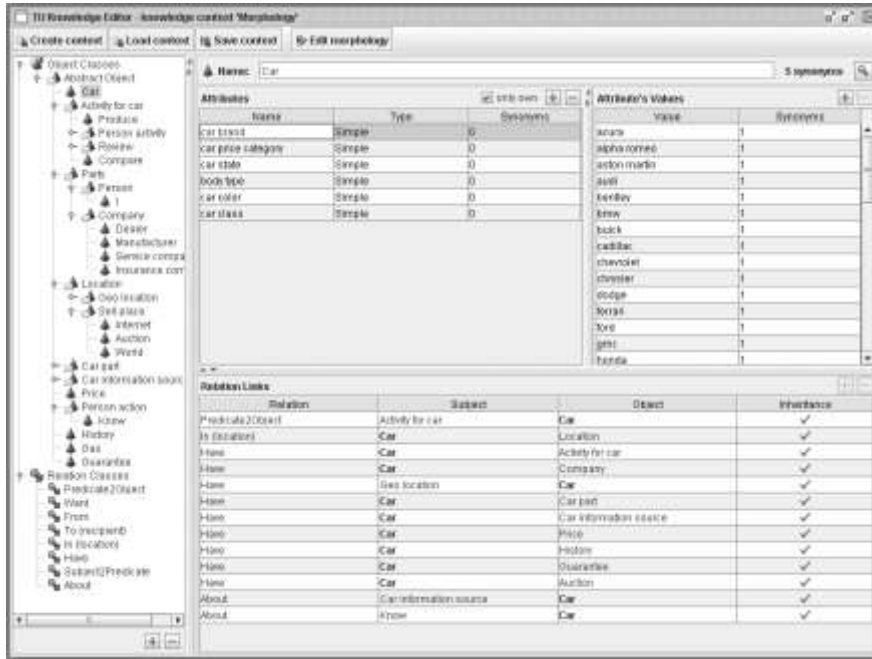 TU Knowledge Editor - knowledge context "Morphology"
Create context Load context Save context Edit morphology
Object Classes
Abstract Object
Car
Activity for car
Produce
Person activity
Review
Compare
Party
Person
I
Company
Dealer
Manufacturer
Service compa
Insurance com
Location
Geo location
Sell place
Internet
Auction
World
Car part
Car information sourc
Price
Person action
Know
History
Gas
Guarantee
Relation Classes
Predicate2Object
Want
From
To (recipient)
In (location)
Have
Subject2Predicate
About
Name: Car 5 synonyms
Attributes only own
Name Type Synonyms
car brand Simple 0
car price category Simple 0
car state Simple 0
body type Simple 0
car color Simple 0
car class Simple 0
Attribute's Values
Value Synonyms
acura 1
alpha romeo 1
aston martin 1
audi 1
bentley 1
bmw 1
buick 1
cadillac 1
chevrolet 1
chrysler 1
dodge 1
ferrari 1
ford 1
gmc 1
honda 1
Relation Links
Relation Subject Object Inheritance
Predicate2Object Activity for car Car ✓
In (location) Car Location ✓
Have Car Activity for car ✓
Have Car Company ✓
Have Geo location Car ✓
Have Car Car part ✓
Have Car Car information source ✓
Have Car Price ✓
Have Car History ✓
Have Car Guarantee ✓
Have Car Auction ✓
About Car information source Car ✓
About Know Car ✓